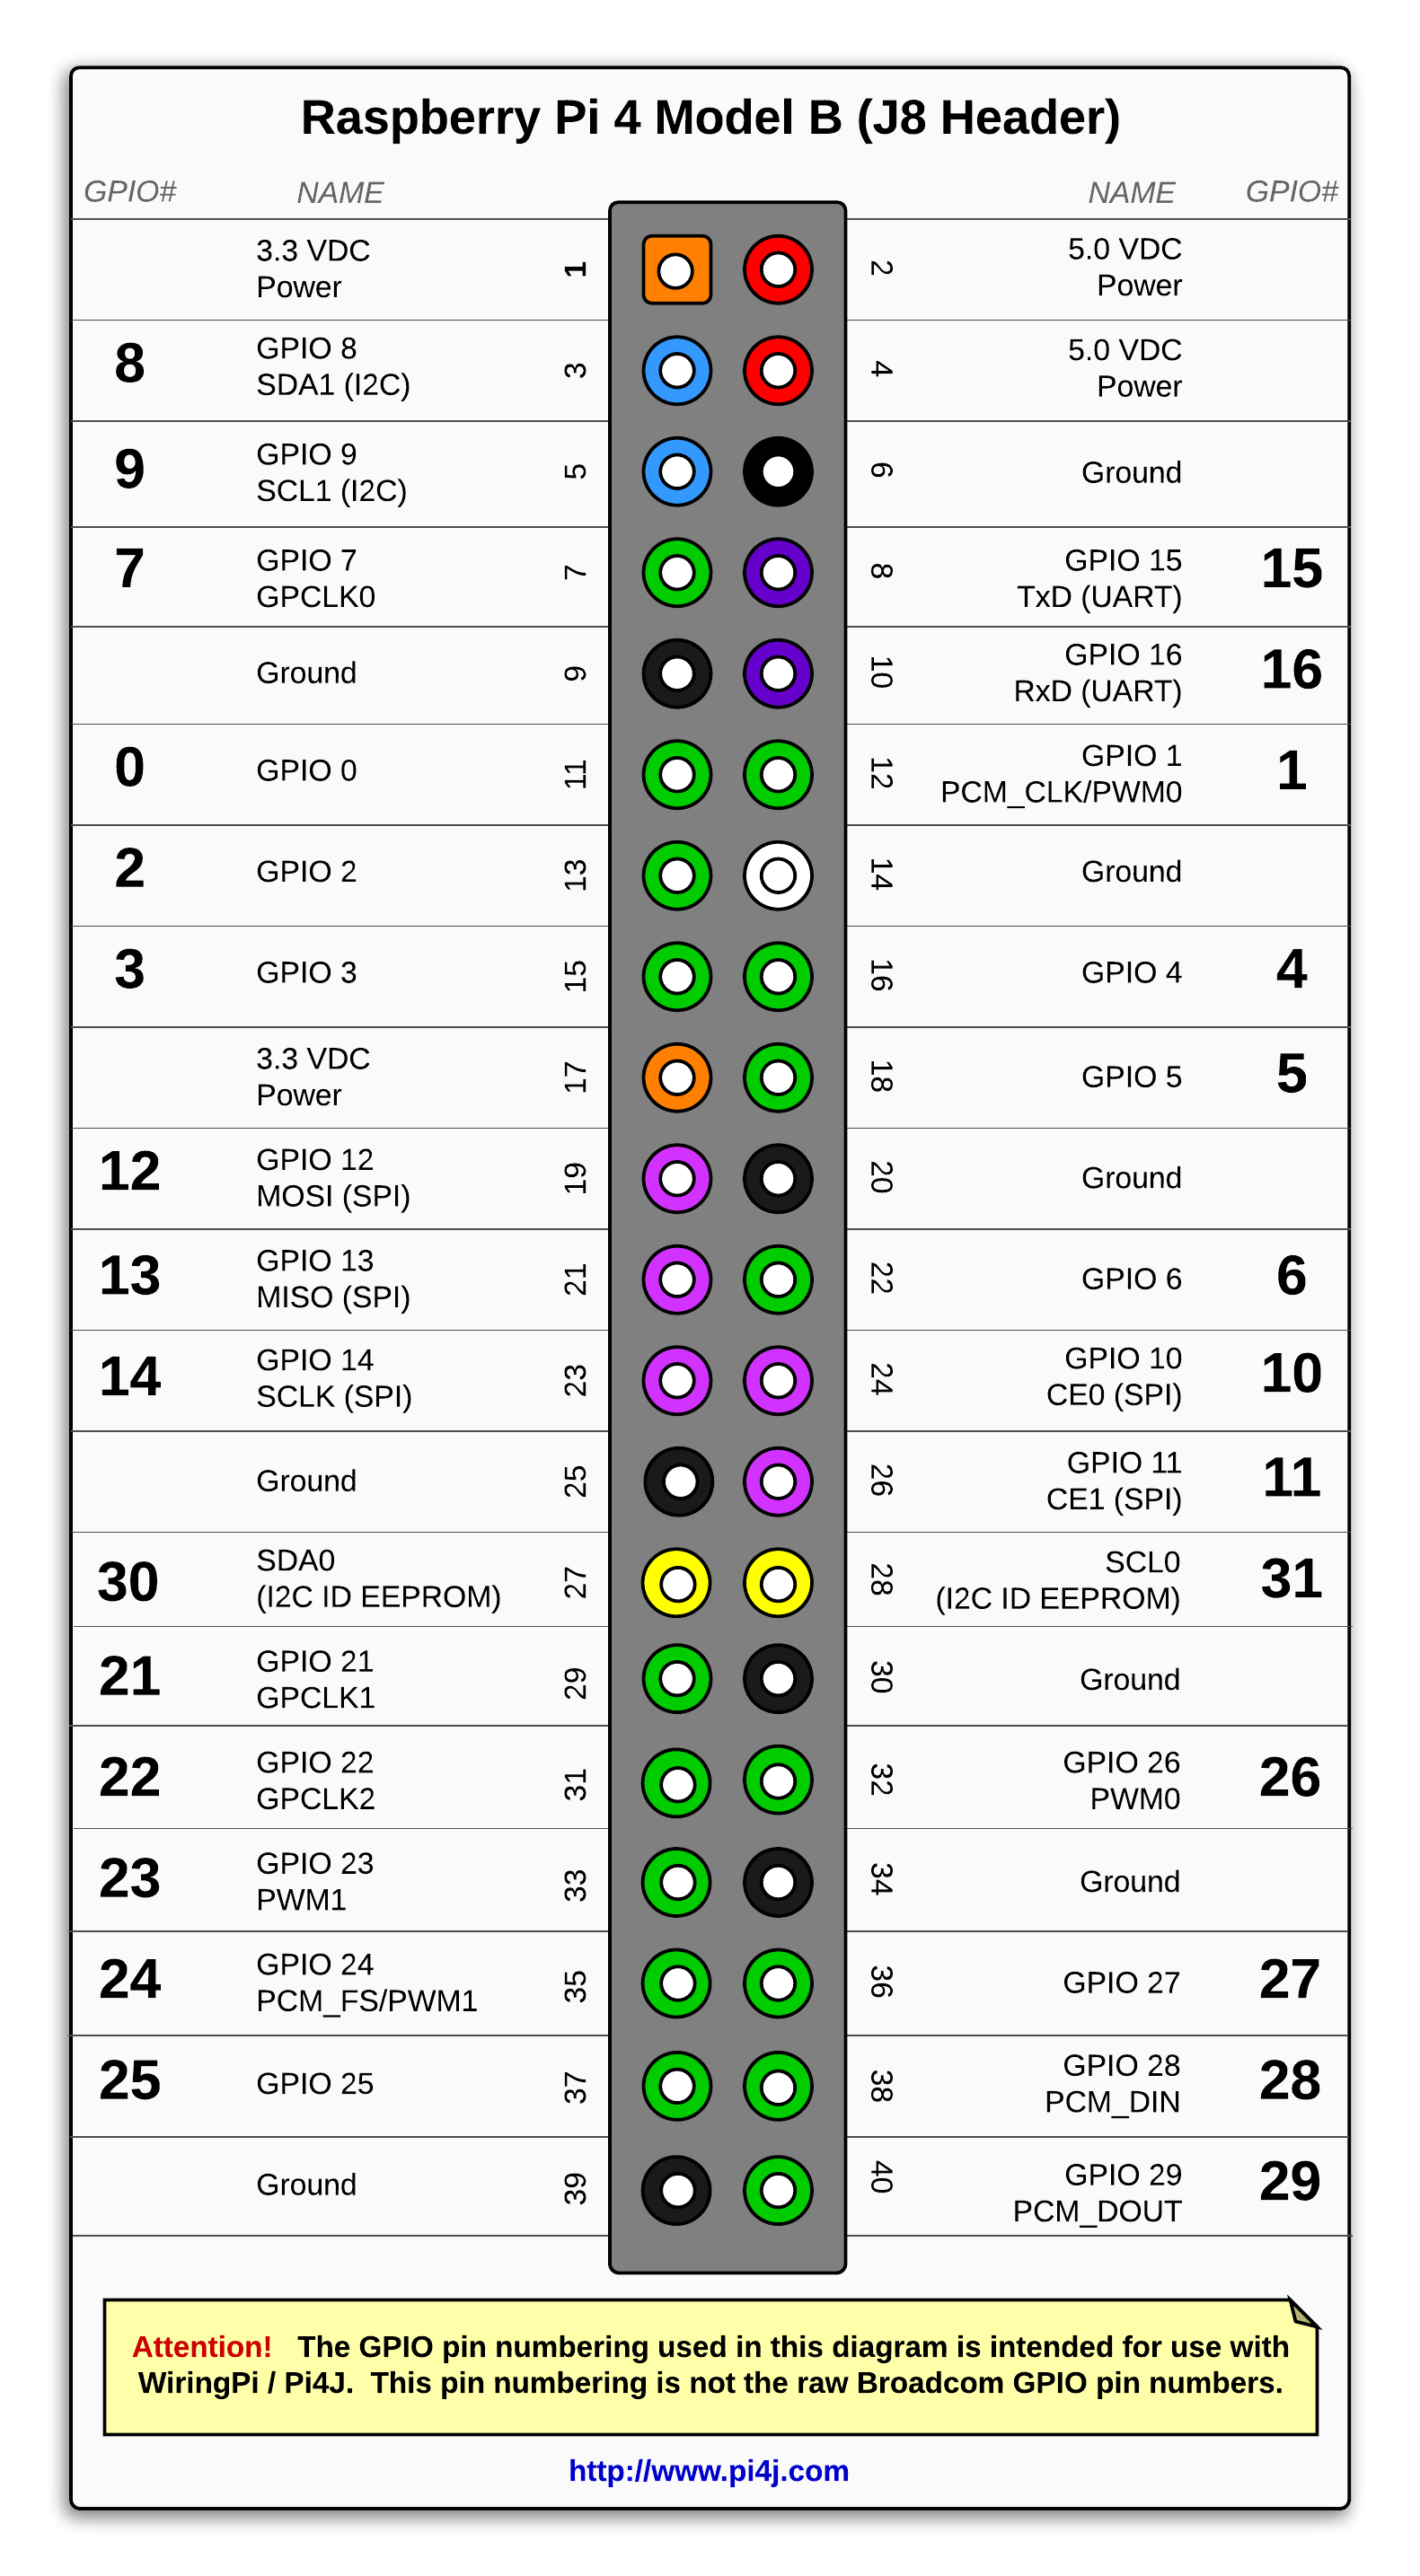 Raspberry Pi 4 Model B (J8 Header)
GPIO# NAME NAME GPIO#
3.3 VDC
Power 1 2 5.0 VDC
Power
8 GPIO 8
SDA1 (I2C) 3 4 5.0 VDC
Power
9 GPIO 9
SCL1 (I2C) 5 6 Ground
7 GPIO 7
GPCLK0 7 8 GPIO 15
TxD (UART) 15
Ground 9 10 GPIO 16
RxD (UART) 16
0 GPIO 0 11 12 GPIO 1
PCM_CLK/PWM0 1
2 GPIO 2 13 14 Ground
3 GPIO 3 15 16 GPIO 4 4
3.3 VDC
Power 17 18 GPIO 5 5
12 GPIO 12
MOSI (SPI) 19 20 Ground
13 GPIO 13
MISO (SPI) 21 22 GPIO 6 6
14 GPIO 14
SCLK (SPI) 23 24 GPIO 10
CE0 (SPI) 10
Ground 25 26 GPIO 11
CE1 (SPI) 11
30 SDA0
(I2C ID EEPROM) 27 28 SCL0
(I2C ID EEPROM) 31
21 GPIO 21
GPCLK1 29 30 Ground
22 GPIO 22
GPCLK2 31 32 GPIO 26
PWM0 26
23 GPIO 23
PWM1 33 34 Ground
24 GPIO 24
PCM_FS/PWM1 35 36 GPIO 27 27
25 GPIO 25 37 38 GPIO 28
PCM_DIN 28
Ground 39 40 GPIO 29
PCM_DOUT 29
Attention! The GPIO pin numbering used in this diagram is intended for use with
WiringPi / Pi4J. This pin numbering is not the raw Broadcom GPIO pin numbers.
http://www.pi4j.com